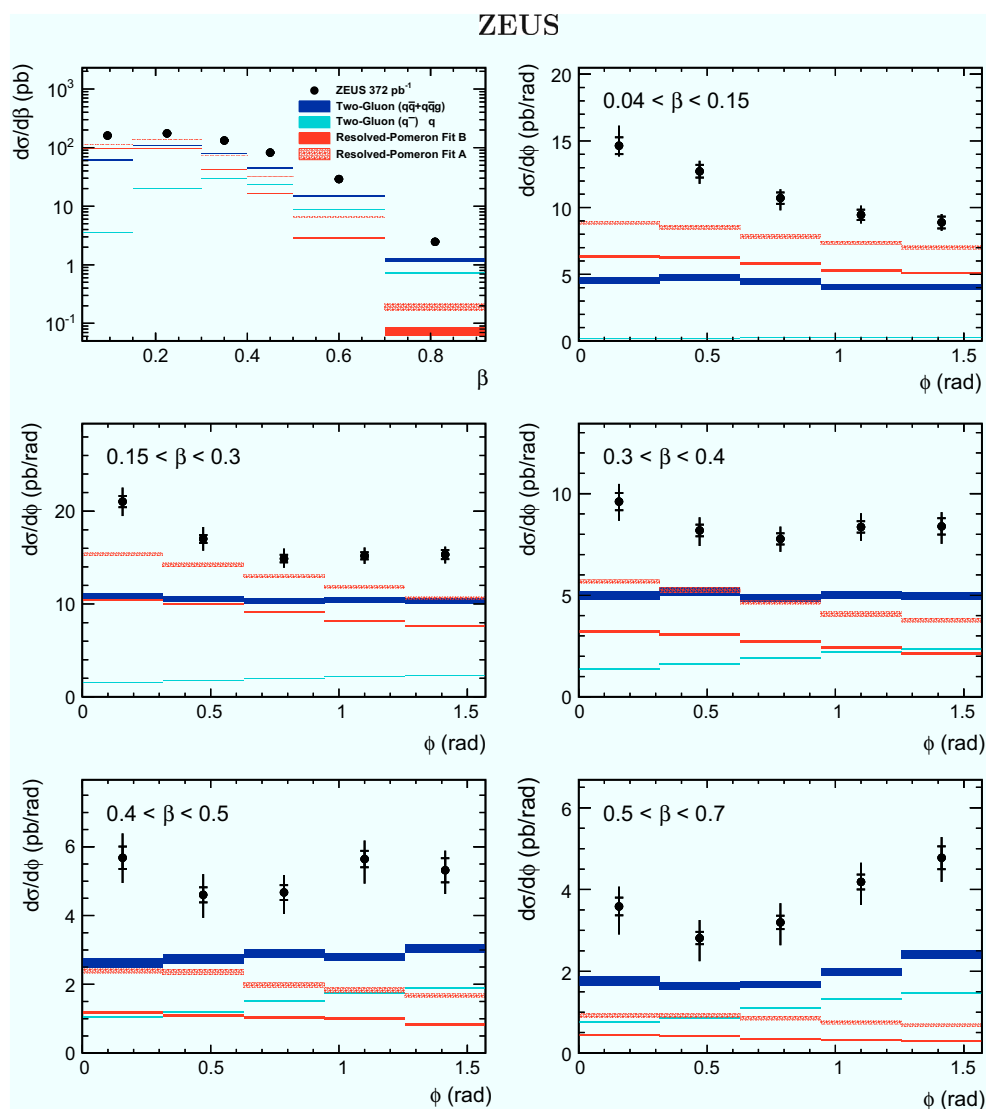 ZEUS
dσ/dβ (pb)
10³
10²
10
1
10⁻¹
0.2 0.4 0.6 0.8
β
ZEUS 372 pb⁻¹
Two-Gluon (qq̅+qq̅g)
Two-Gluon (q¯) q
Resolved-Pomeron Fit B
Resolved-Pomeron Fit A
dσ/dφ (pb/rad)
0.04 < β < 0.15
20
15
10
5
0
0 0.5 1 1.5
φ (rad)
dσ/dφ (pb/rad)
0.15 < β < 0.3
20
10
0
0 0.5 1 1.5
φ (rad)
dσ/dφ (pb/rad)
0.3 < β < 0.4
10
5
0
0 0.5 1 1.5
φ (rad)
dσ/dφ (pb/rad)
0.4 < β < 0.5
6
4
2
0
0 0.5 1 1.5
φ (rad)
dσ/dφ (pb/rad)
0.5 < β < 0.7
6
4
2
0
0 0.5 1 1.5
φ (rad)